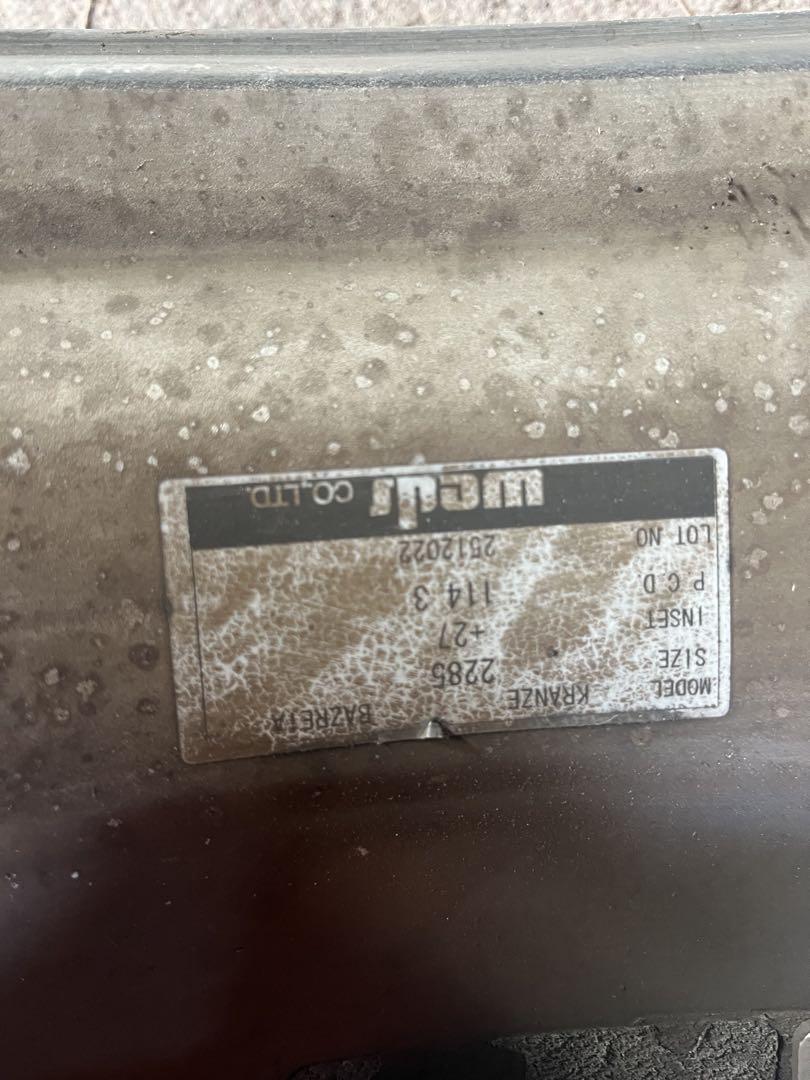 MODEL KRANZE BAZREIA
SIZE 2285
INSET +27
P C D 114 3
LOT NO. 2512022
weds CO.,LTD.